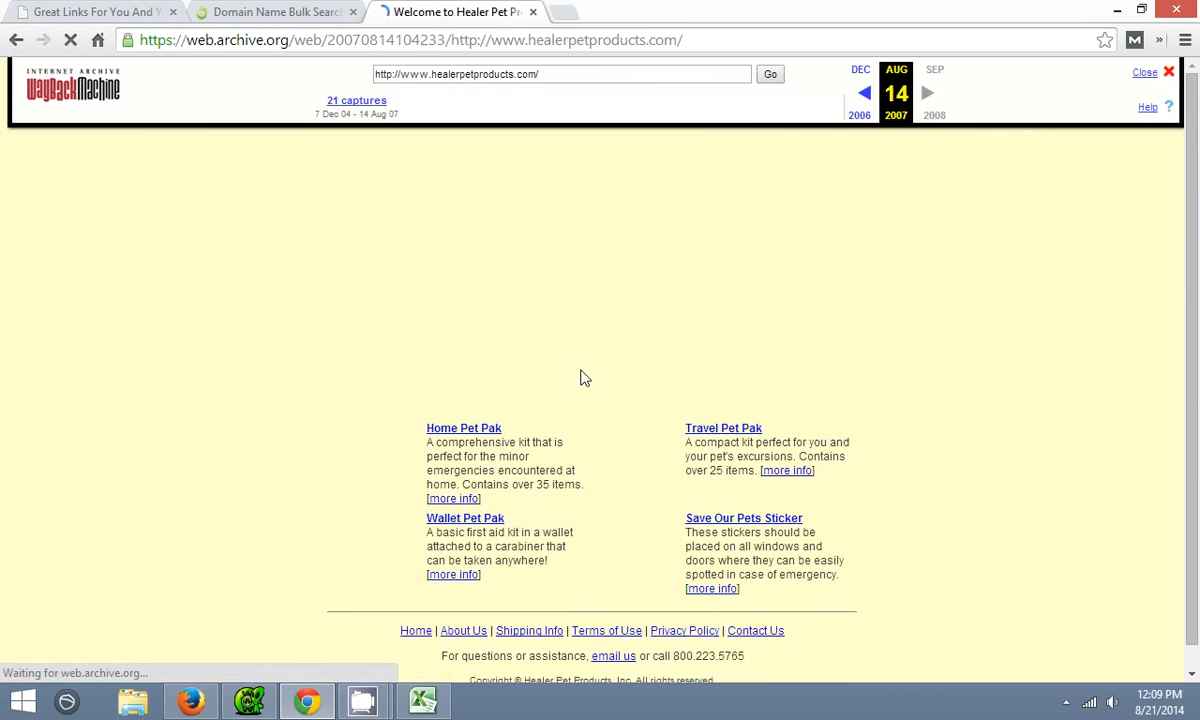 Great Links For You And Y
Domain Name Bulk Search
Welcome to Healer Pet Pr
https://web.archive.org/web/20070814104233/http://www.healerpetproducts.com/
M
»
INTERNET ARCHIVE
WayBackMachine
http://www.healerpetproducts.com/
Go
DEC
AUG
SEP
Close
21 captures
14
7 Dec 04 - 14 Aug 07
2006
2007
2008
Help ?
Home Pet Pak
A comprehensive kit that is
perfect for the minor
emergencies encountered at
home. Contains over 35 items.
[more info]
Travel Pet Pak
A compact kit perfect for you and
your pet's excursions. Contains
over 25 items. [more info]
Wallet Pet Pak
A basic first aid kit in a wallet
attached to a carabiner that
can be taken anywhere!
[more info]
Save Our Pets Sticker
These stickers should be
placed on all windows and
doors where they can be easily
spotted in case of emergency.
[more info]
Home | About Us | Shipping Info | Terms of Use | Privacy Policy | Contact Us
For questions or assistance, email us or call 800.223.5765
Copyright © Healer Pet Products, Inc. All rights reserved.
Waiting for web.archive.org...
12:09 PM
8/21/2014